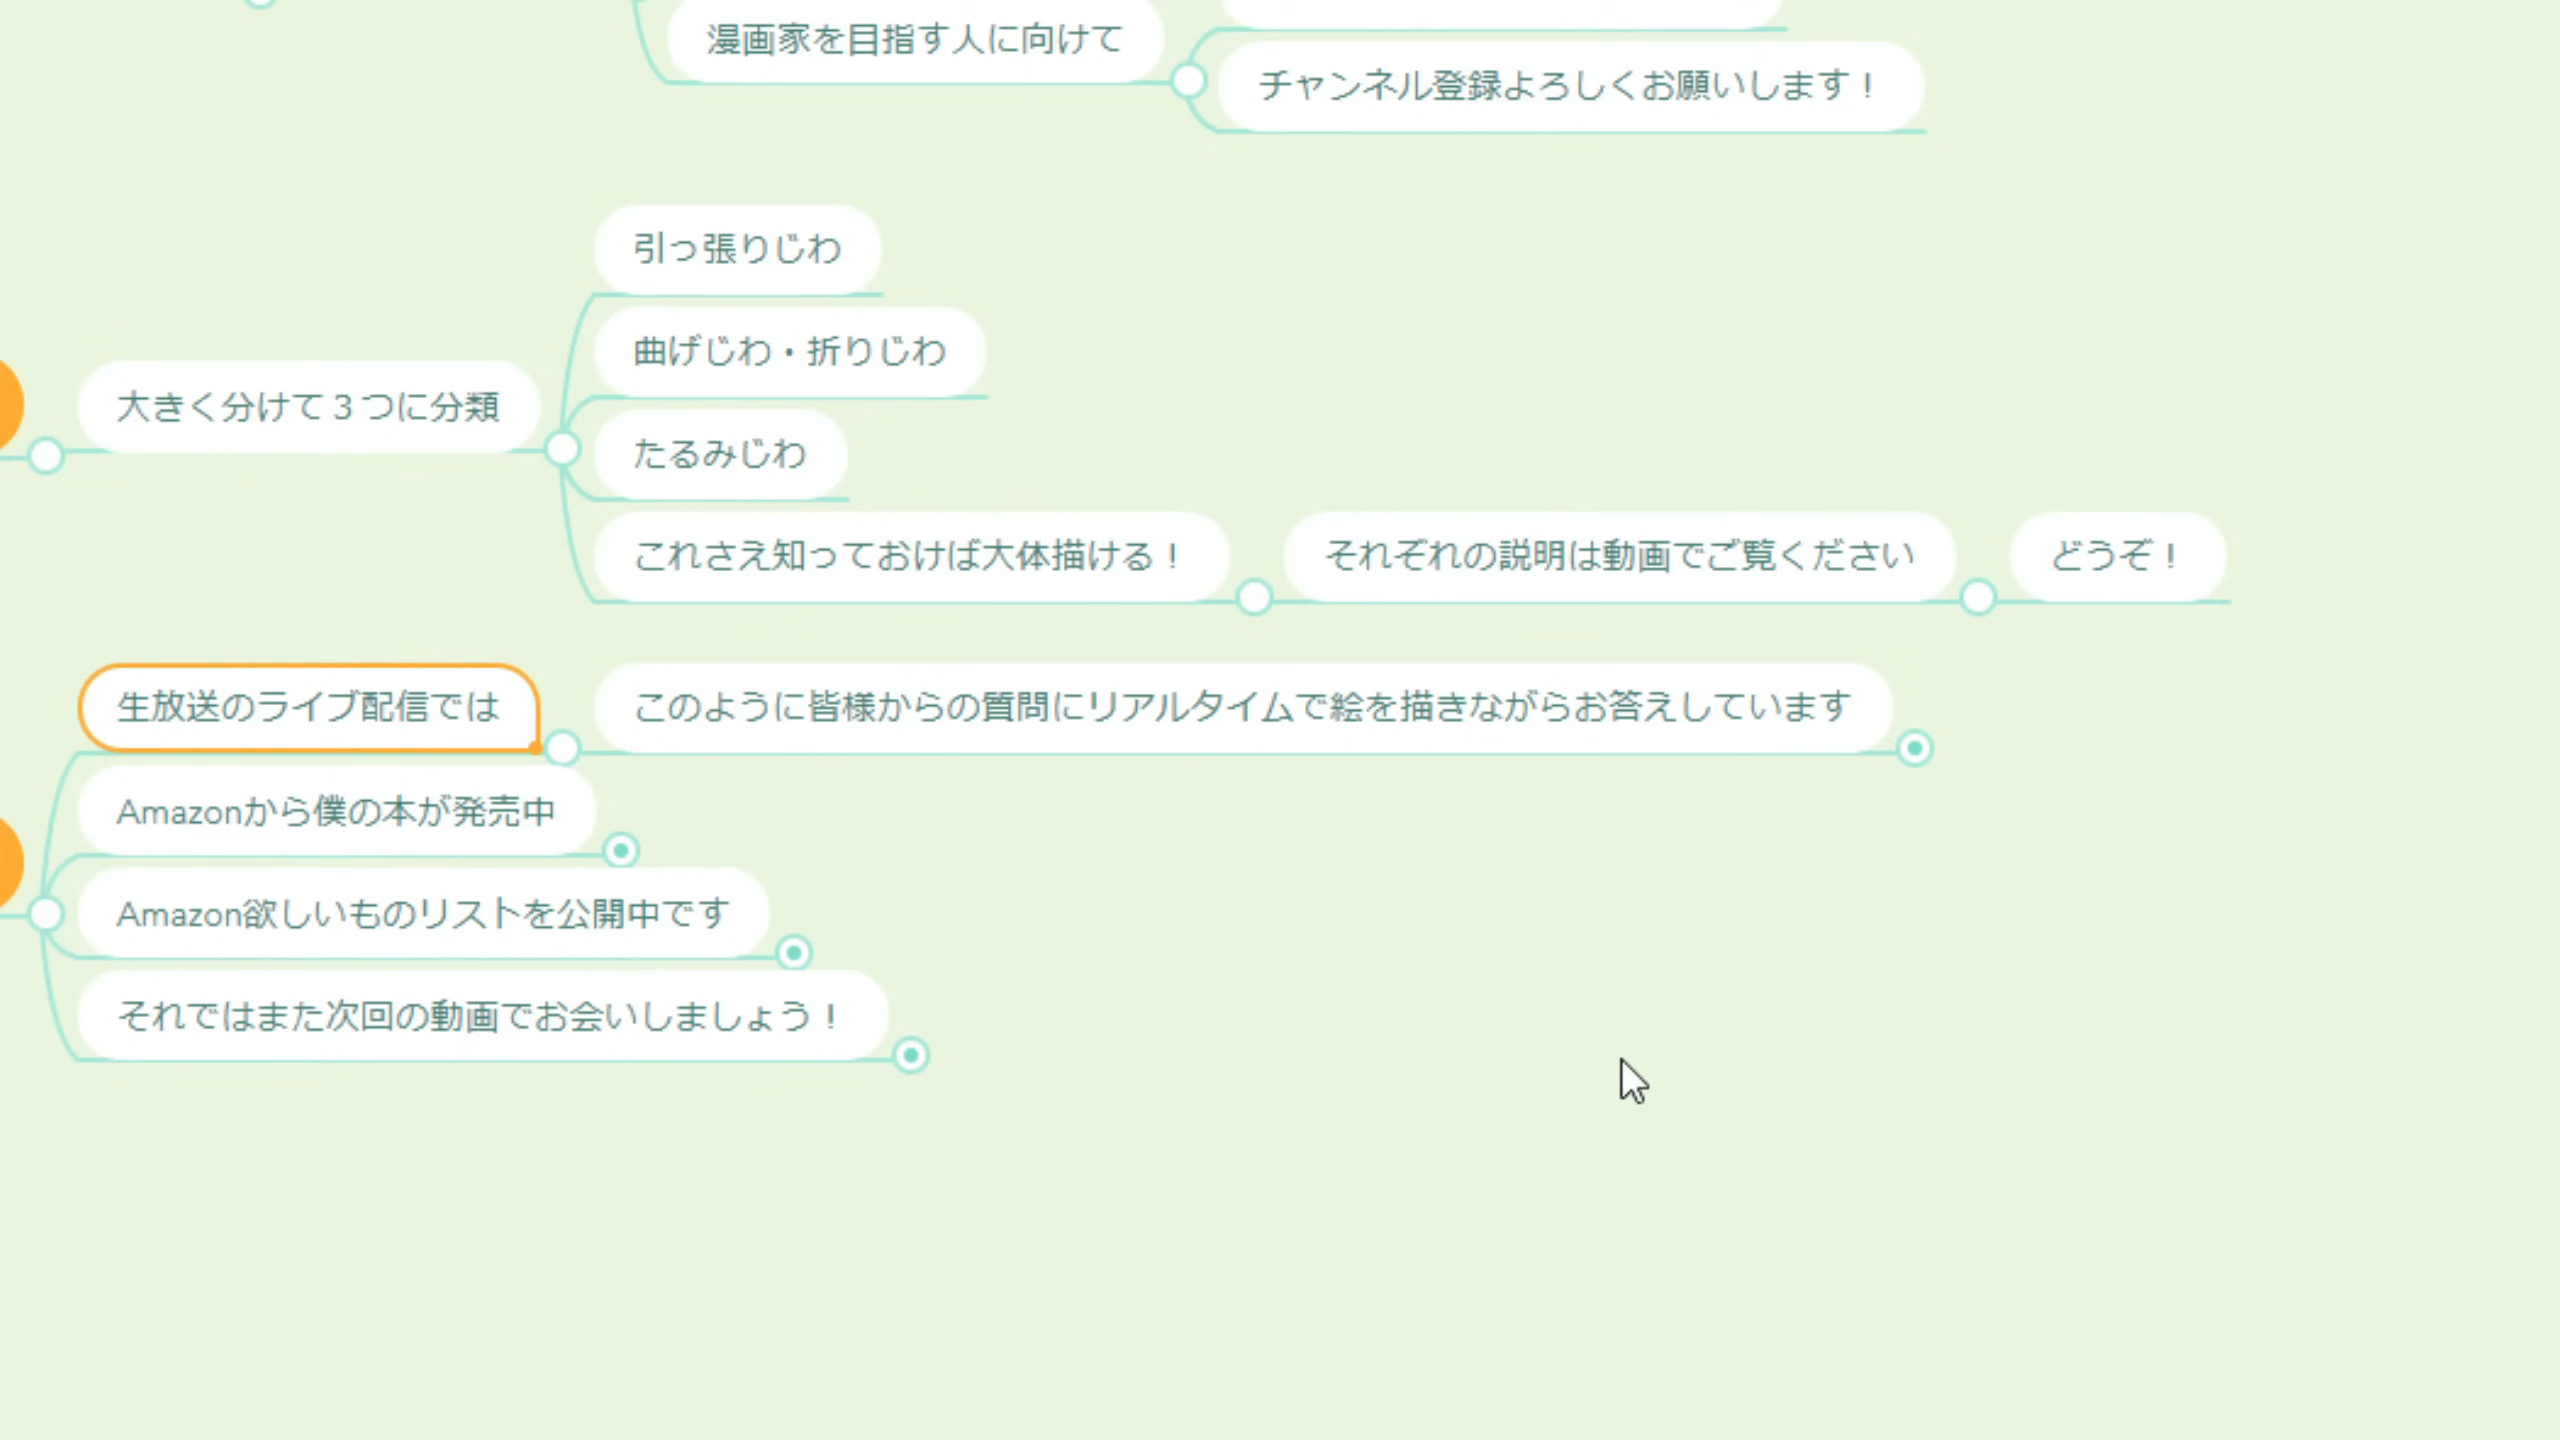 漫画家を目指す人に向けて
チャンネル登録よろしくお願いします！
引っ張りじわ
曲げじわ・折りじわ
大きく分けて３つに分類
たるみじわ
これさえ知っておけば大体描ける！
それぞれの説明は動画でご覧ください
どうぞ！
生放送のライブ配信では
このように皆様からの質問にリアルタイムで絵を描きながらお答えしています
Amazonから僕の本が発売中
Amazon欲しいものリストを公開中です
それではまた次回の動画でお会いしましょう！